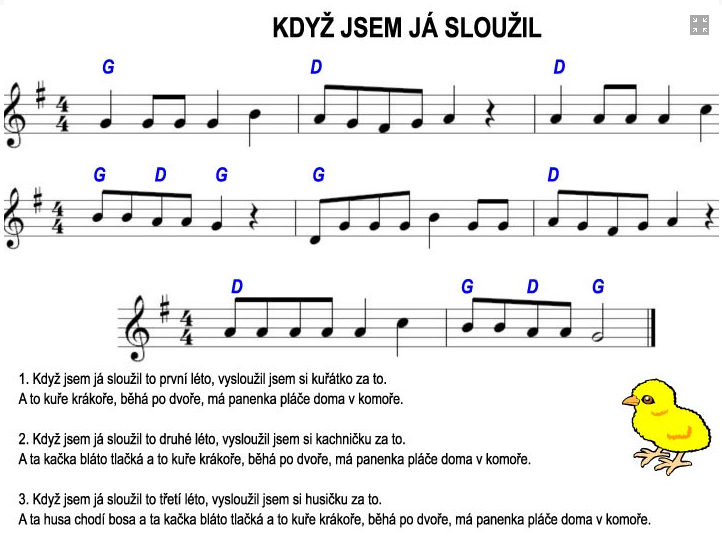 KDYŽ JSEM JÁ SLOUŽIL
G D D
G D G G D
D G D G
1. Když jsem já sloužil to první léto, vysloužil jsem si kuřátko za to.
A to kuře krákoře, běhá po dvoře, má panenka pláče doma v komoře.
2. Když jsem já sloužil to druhé léto, vysloužil jsem si kachničku za to.
A ta kačka bláto tlačká a to kuře krákoře, běhá po dvoře, má panenka pláče doma v komoře.
3. Když jsem já sloužil to třetí léto, vysloužil jsem si husičku za to.
A ta husa chodí bosa a ta kačka bláto tlačká a to kuře krákoře, běhá po dvoře, má panenka pláče doma v komoře.